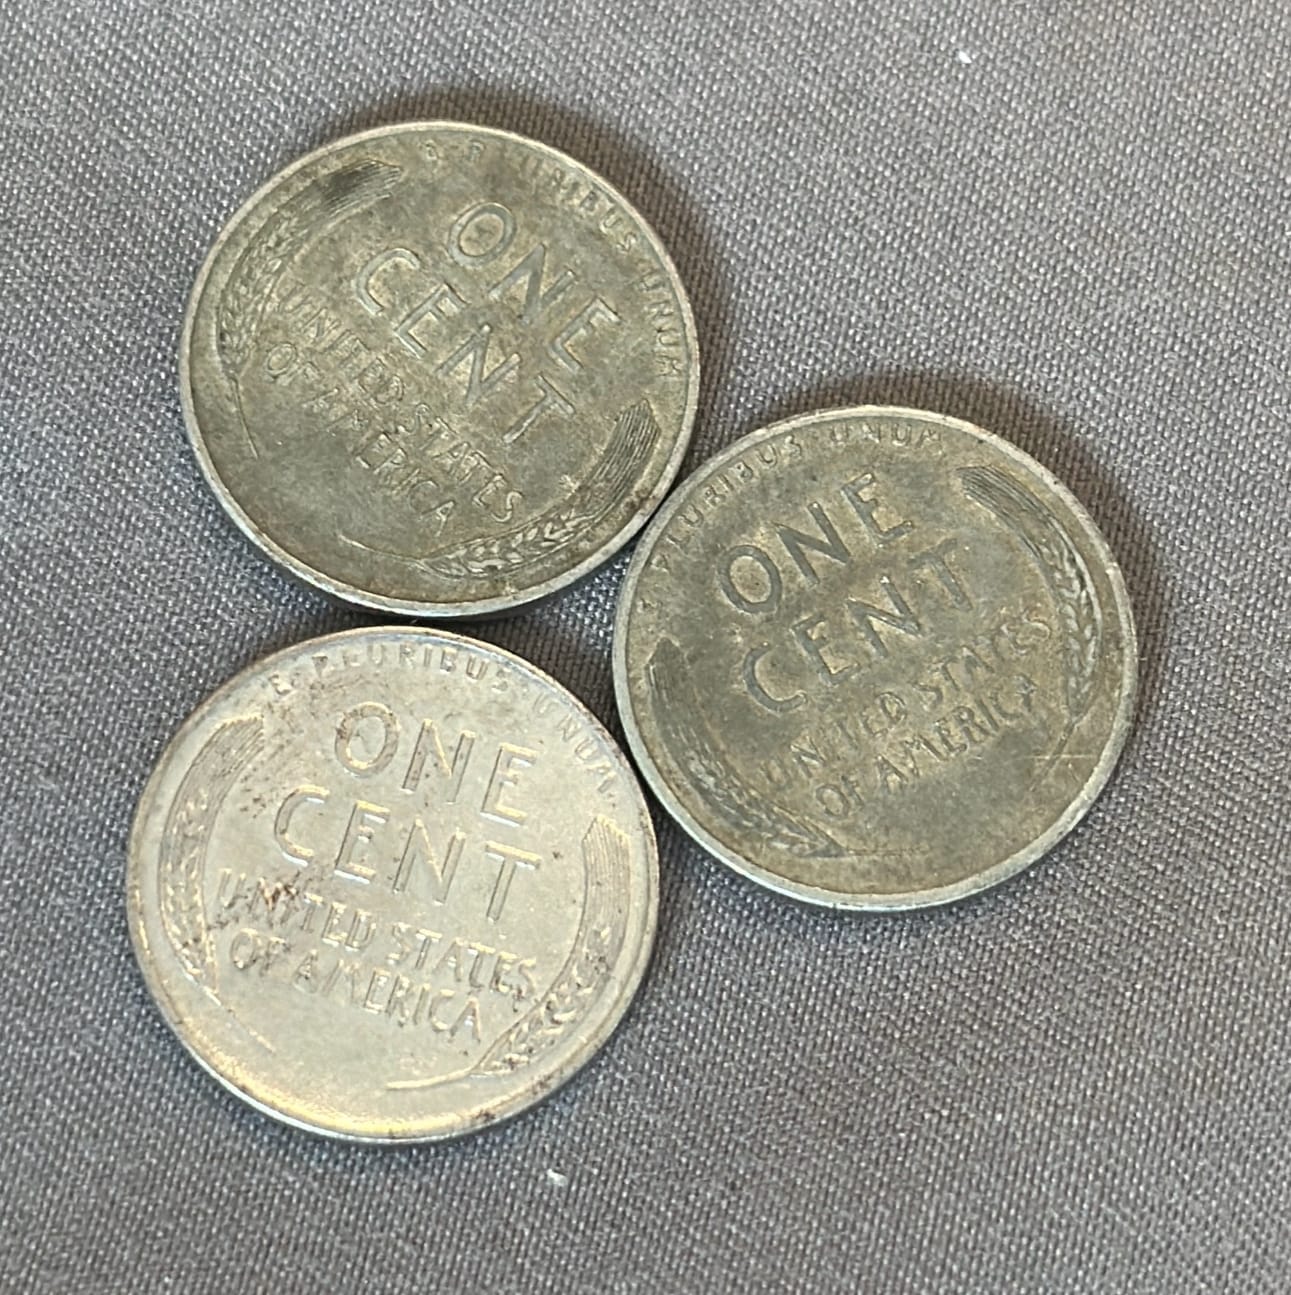 URIBUS UNUM
ONE
CENT
UNITED STATES
OF AMERICA
E · PLURIBUS · UNUM
ONE
CENT
UNITED STATES
OF AMERICA
E · PLURIBUS · UNUM
ONE
CENT
UNITED STATES
OF AMERICA